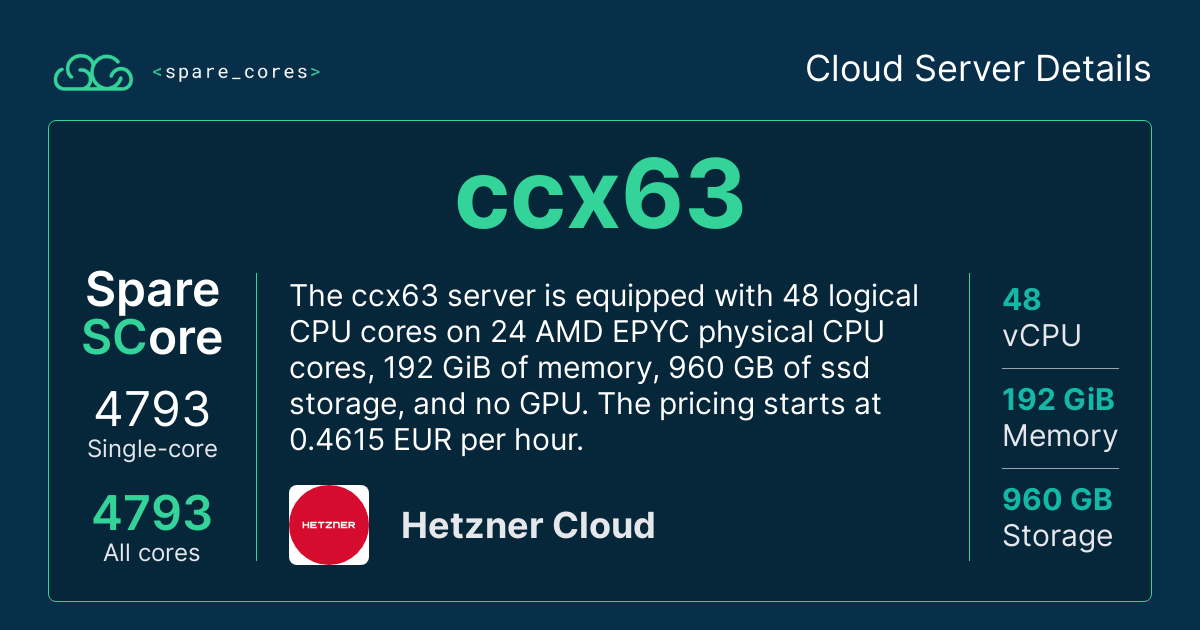 <spare_cores>
Cloud Server Details
ccx63
Spare
SCore
4793
Single-core
4793
All cores
The ccx63 server is equipped with 48 logical
CPU cores on 24 AMD EPYC physical CPU
cores, 192 GiB of memory, 960 GB of ssd
storage, and no GPU. The pricing starts at
0.4615 EUR per hour.
HETZNER
Hetzner Cloud
48
vCPU
192 GiB
Memory
960 GB
Storage